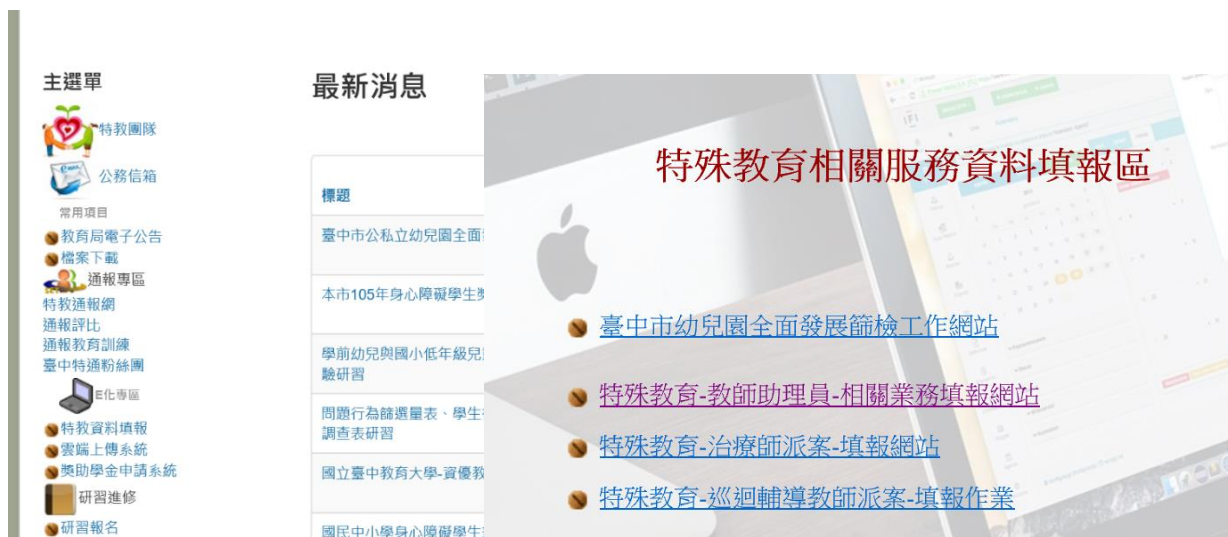 主選單
特教團隊
公務信箱
常用項目
教育局電子公告
檔案下載
通報專區
特教通報網
通報評比
通報教育訓練
臺中特通粉絲團
E化專區
特教資料填報
雲端上傳系統
獎助學金申請系統
研習進修
研習報名
最新消息
標題
臺中市公私立幼兒園全面
本市105年身心障礙學生
學前幼兒與國小低年級兒
驗研習
問題行為篩選量表、學生
調查表研習
國立臺中教育大學-資優教
國民中小學身心障礙學生
特殊教育相關服務資料填報區
臺中市幼兒園全面發展篩檢工作網站
特殊教育-教師助理員-相關業務填報網站
特殊教育-治療師派案-填報網站
特殊教育-巡迴輔導教師派案-填報作業